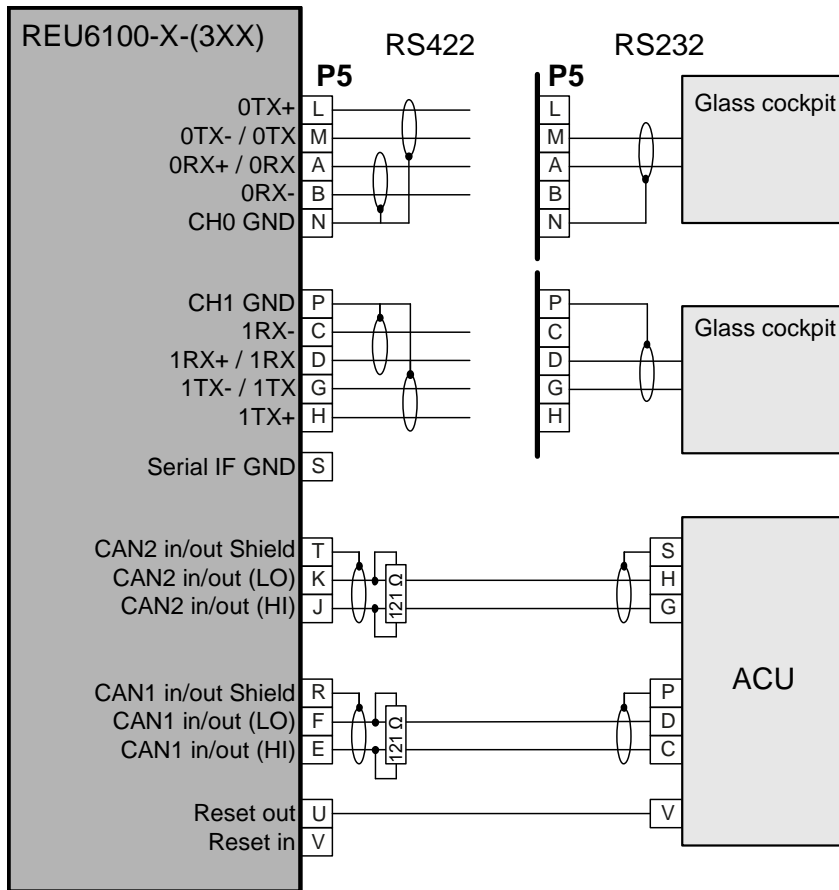 REU6100-X-(3XX)
RS422
RS232
P5
P5
0TX+ L
L
0TX- / 0TX M
M
0RX+ / 0RX A
A
0RX- B
B
CH0 GND N
N
Glass cockpit
CH1 GND P
P
1RX- C
C
1RX+ / 1RX D
D
1TX- / 1TX G
G
1TX+ H
H
Glass cockpit
Serial IF GND S
CAN2 in/out Shield T
S
CAN2 in/out (LO) K
H
CAN2 in/out (HI) J
G
121 Ω
CAN1 in/out Shield R
P
CAN1 in/out (LO) F
D
CAN1 in/out (HI) E
C
121 Ω
ACU
Reset out U
V
Reset in V